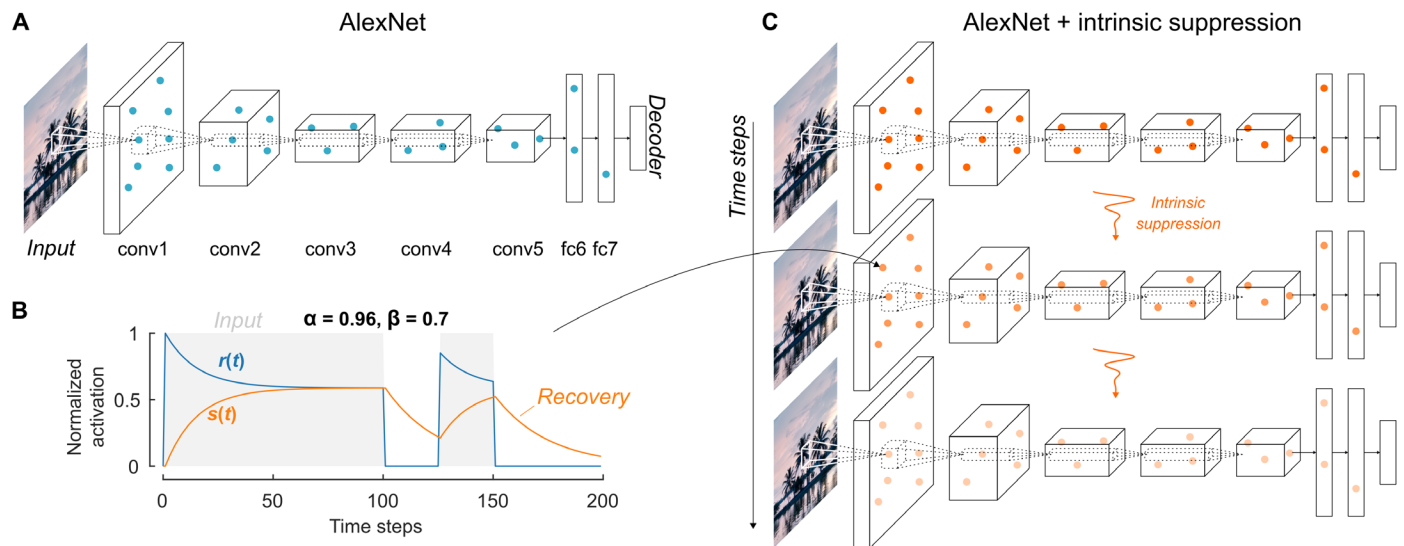 A
AlexNet
Input
conv1
conv2
conv3
conv4
conv5
fc6
fc7
Decoder
B
Input
α = 0.96, β = 0.7
Normalized
activation
1
0.5
0
r(t)
s(t)
Recovery
0
50
100
150
200
Time steps
C
AlexNet + intrinsic suppression
Time steps
Intrinsic
suppression